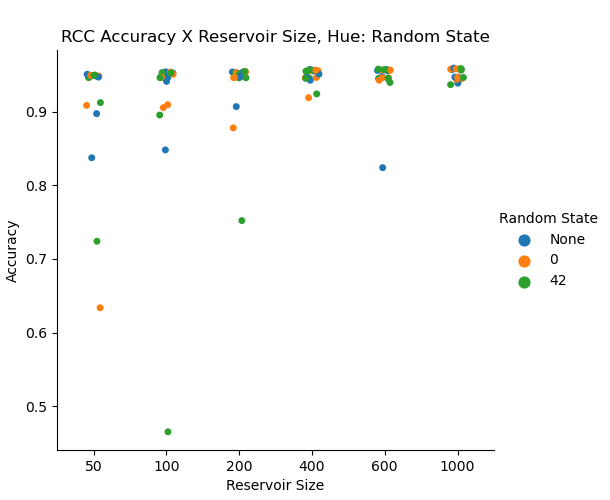 RCC Accuracy X Reservoir Size, Hue: Random State
0.9
0.8
0.7
0.6
0.5
Accuracy
50 100 200 400 600 1000
Reservoir Size
Random State
None
0
42